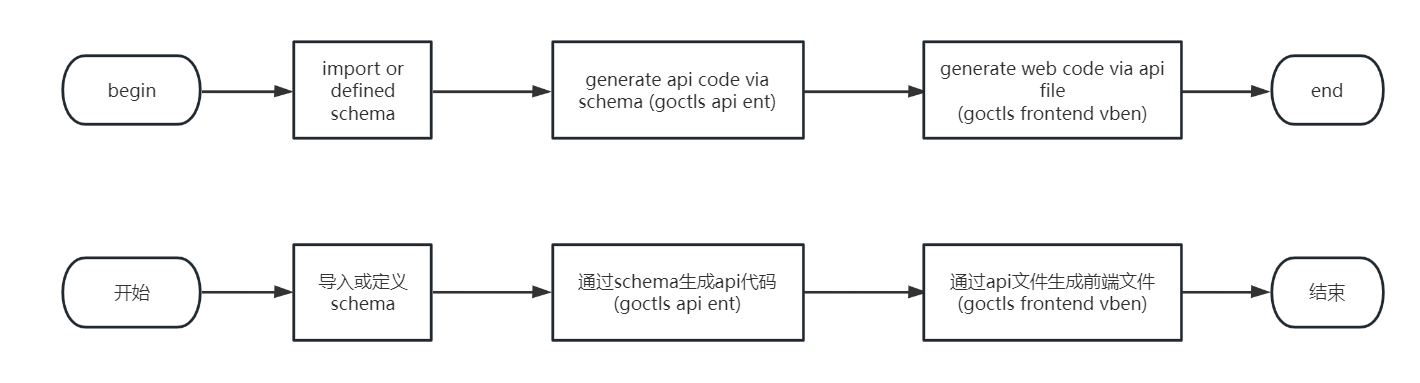 begin
import or
defined
schema
generate api code via
schema (goctls api ent)
generate web code via api
file
(goctls frontend vben)
end
开始
导入或定义
schema
通过schema生成api代码
(goctls api ent)
通过api文件生成前端文件
(goctls frontend vben)
结束